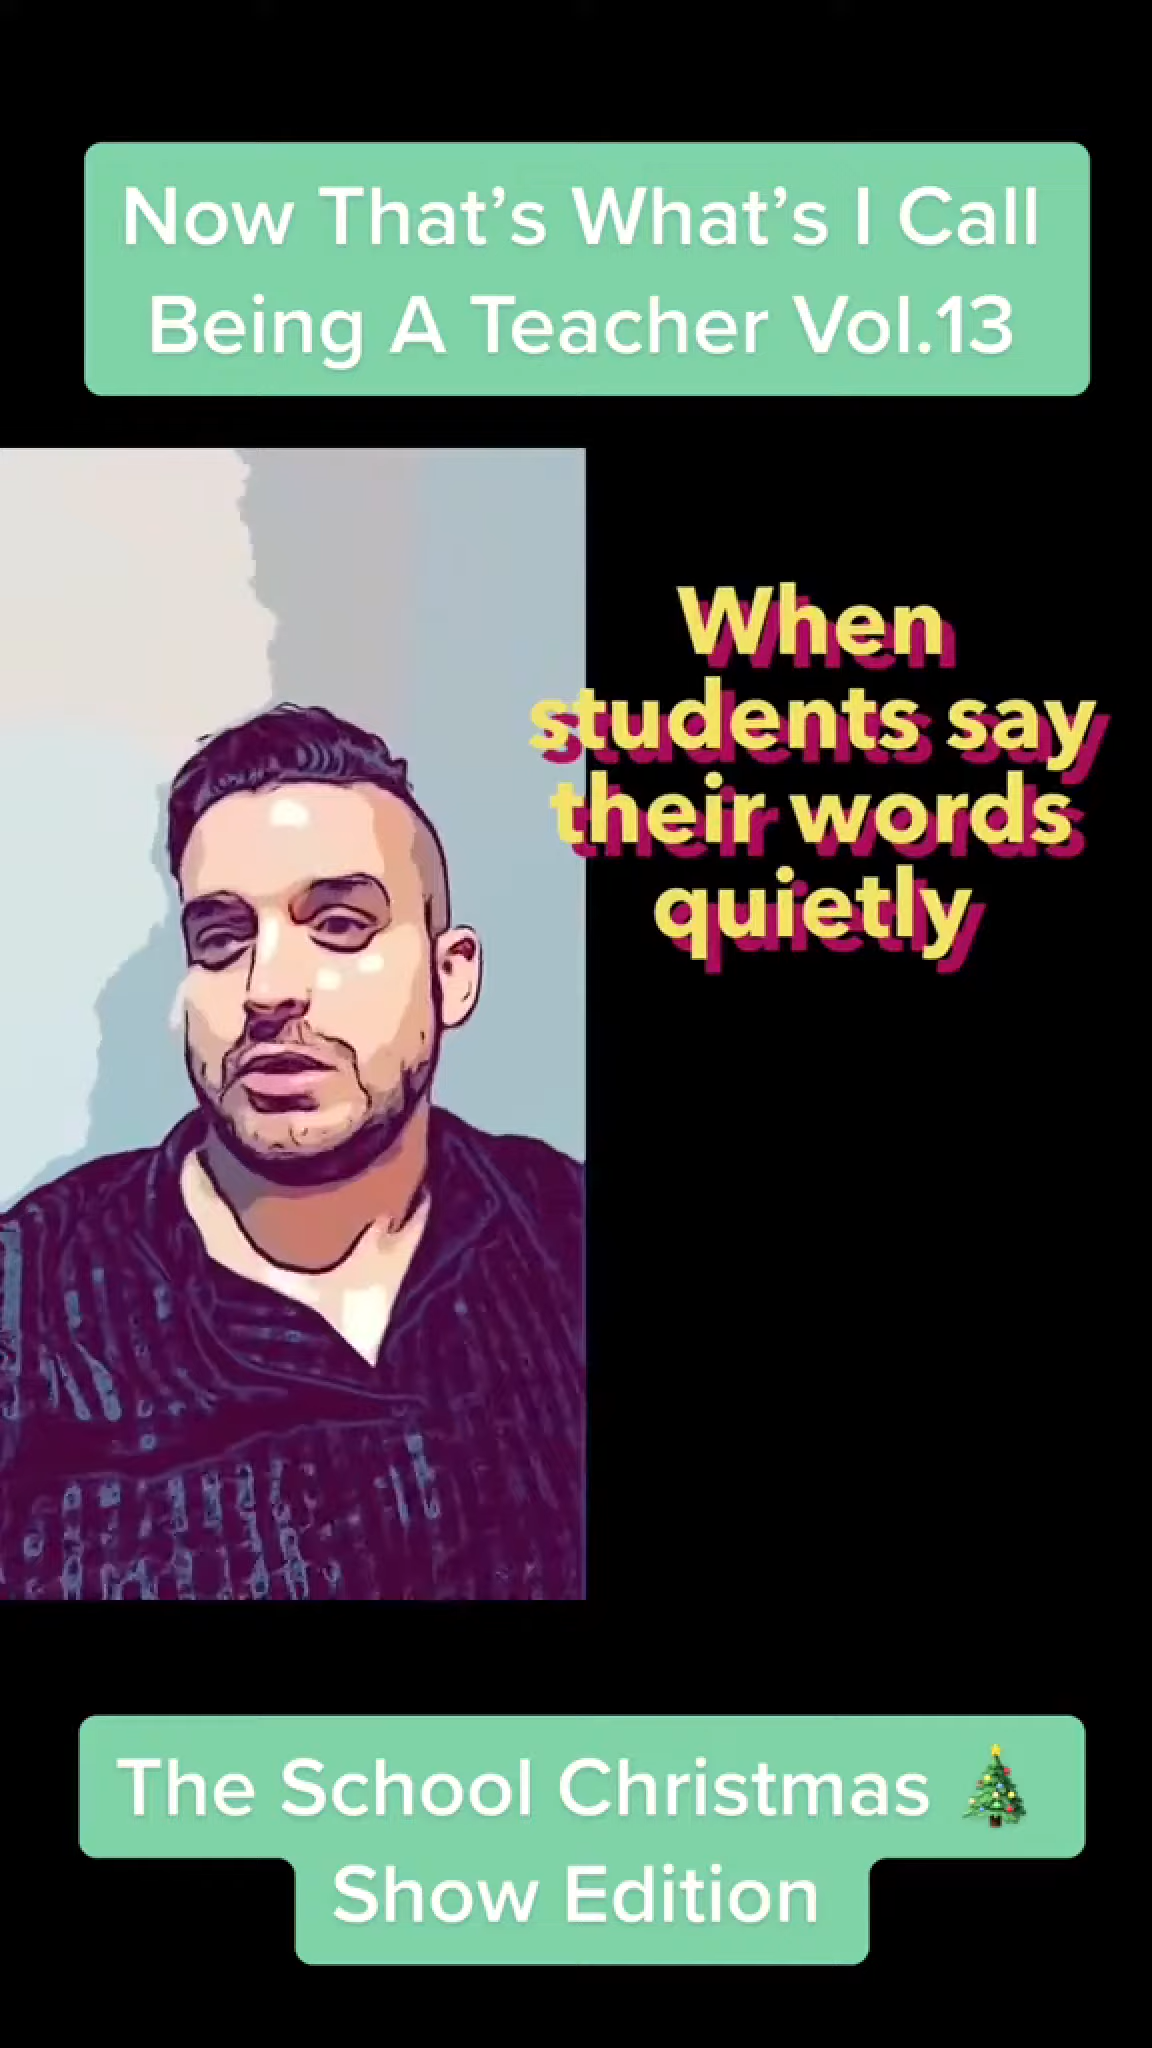 Now That’s What’s I Call
Being A Teacher Vol.13
When
students say
their words
quietly
The School Christmas 🎄
Show Edition